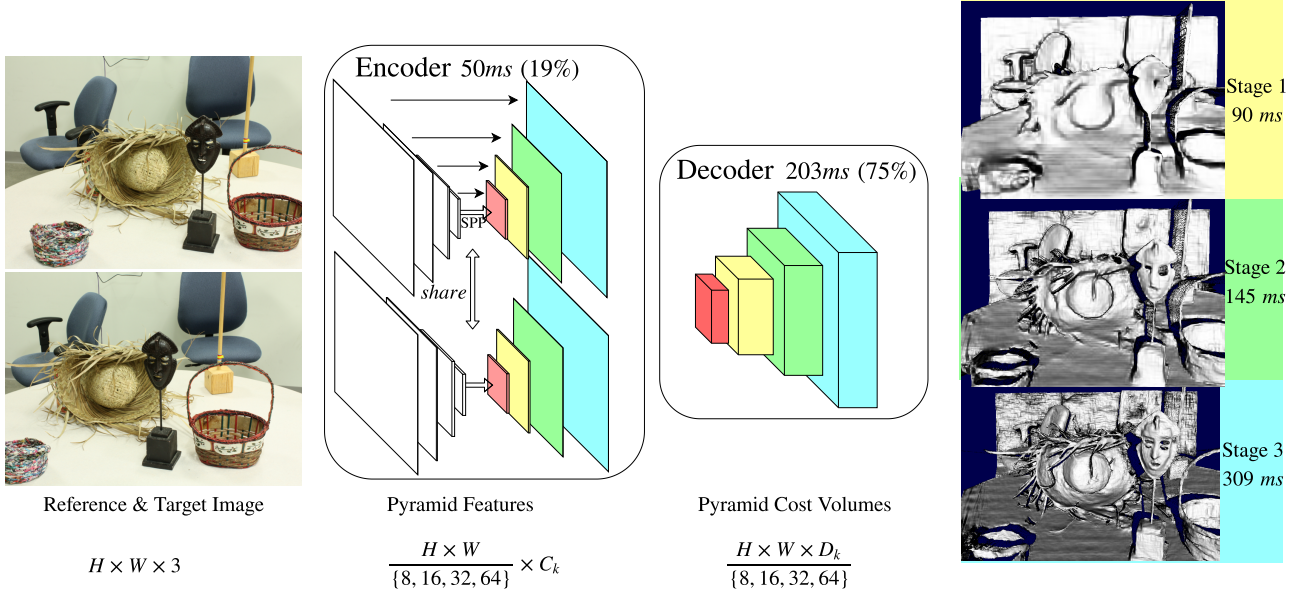 Encoder 50ms (19%)
SPP
share
Decoder 203ms (75%)
Stage 1
90 ms
Stage 2
145 ms
Stage 3
309 ms
Reference & Target Image
Pyramid Features
Pyramid Cost Volumes
H × W × 3
H × W
{8, 16, 32, 64}
× C_k
H × W × D_k
{8, 16, 32, 64}